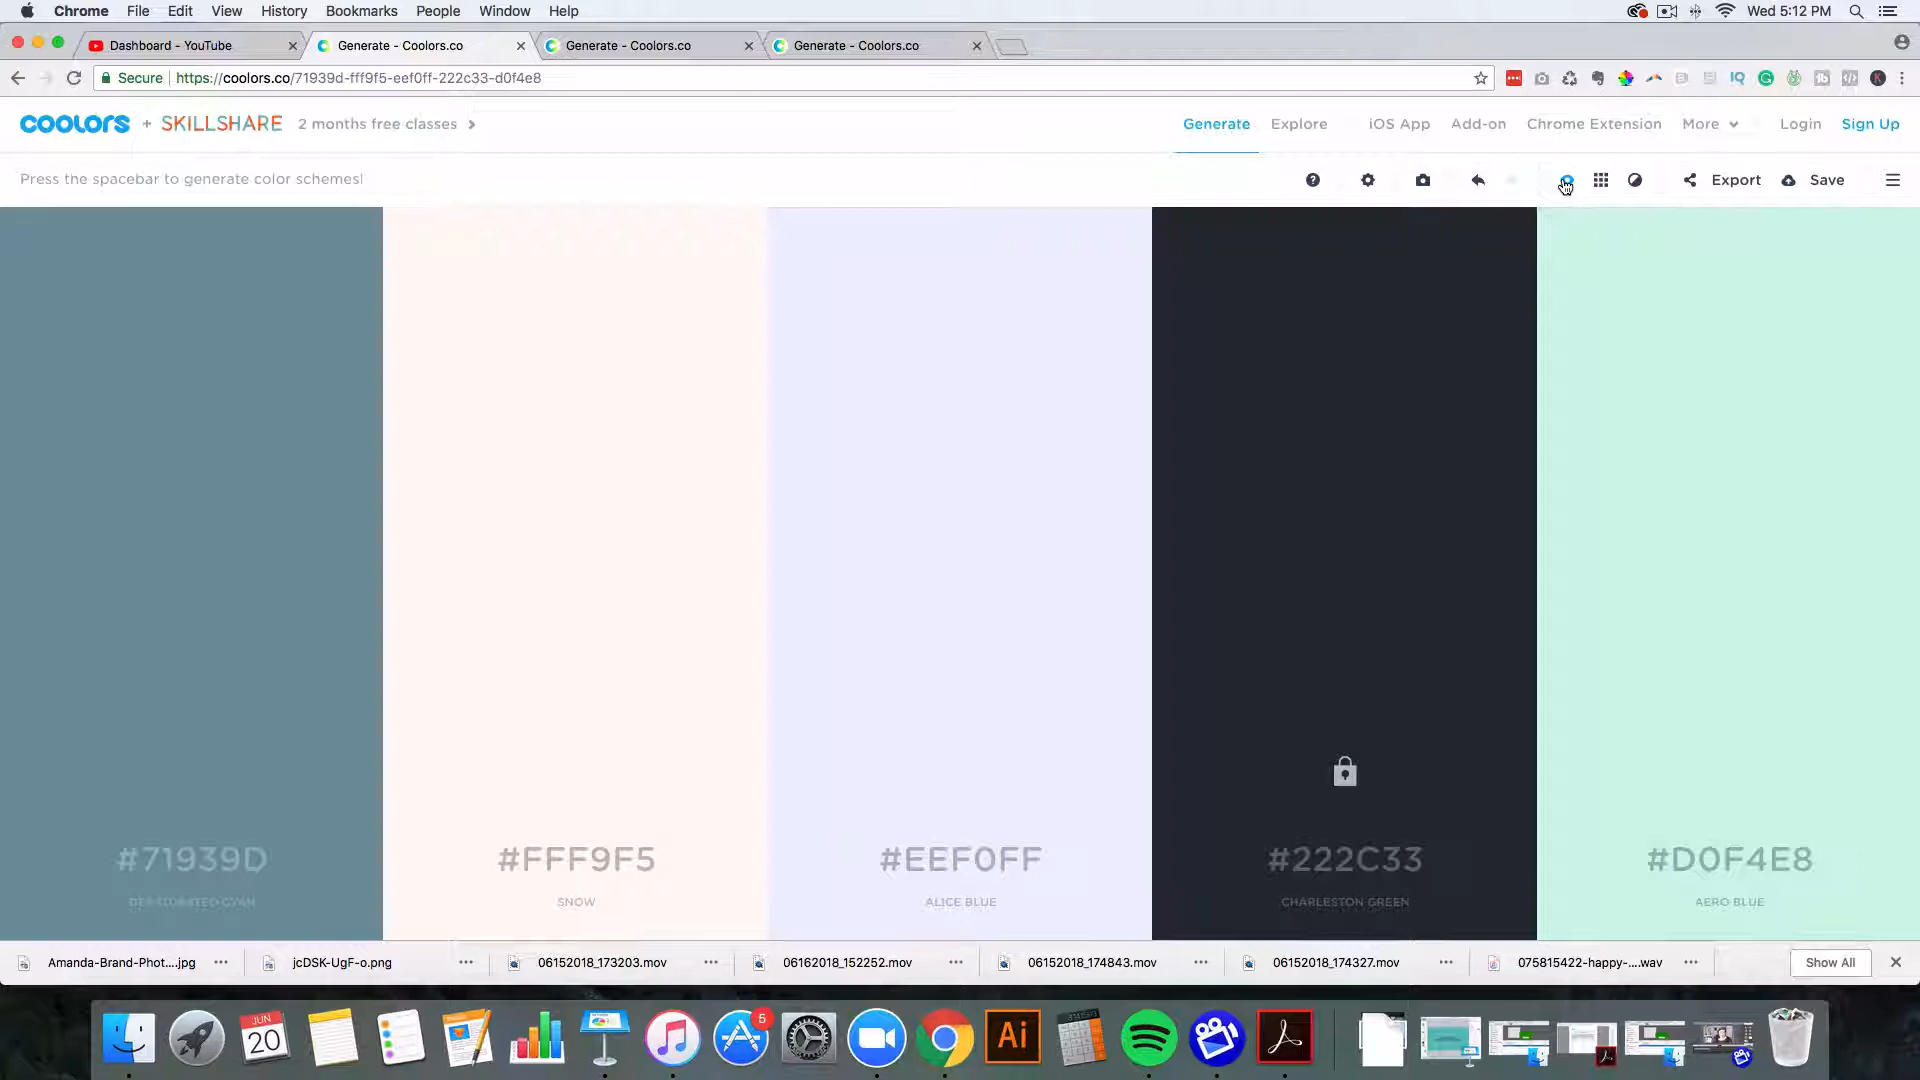 Chrome File Edit View History Bookmarks People Window Help Wed 5:12 PM
Dashboard - YouTube Generate - Coolors.co Generate - Coolors.co Generate - Coolors.co
Secure https://coolors.co/71939d-fff9f5-eef0ff-222c33-d0f4e8
coolors + SKILLSHARE 2 months free classes Generate Explore iOS App Add-on Chrome Extension More Login Sign Up
Press the spacebar to generate color schemes! Export Save
#71939D #FFF9F5 #EEF0FF #222C33 #D0F4E8
DESATURATED CYAN SNOW ALICE BLUE CHARLESTON GREEN AERO BLUE
Amanda-Brand-Phot....jpg jcDSK-UgF-o.png 06152018_173203.mov 06162018_152252.mov 06152018_174843.mov 06152018_174327.mov 075815422-happy-....wav Show All
5
JUN
20
Ai